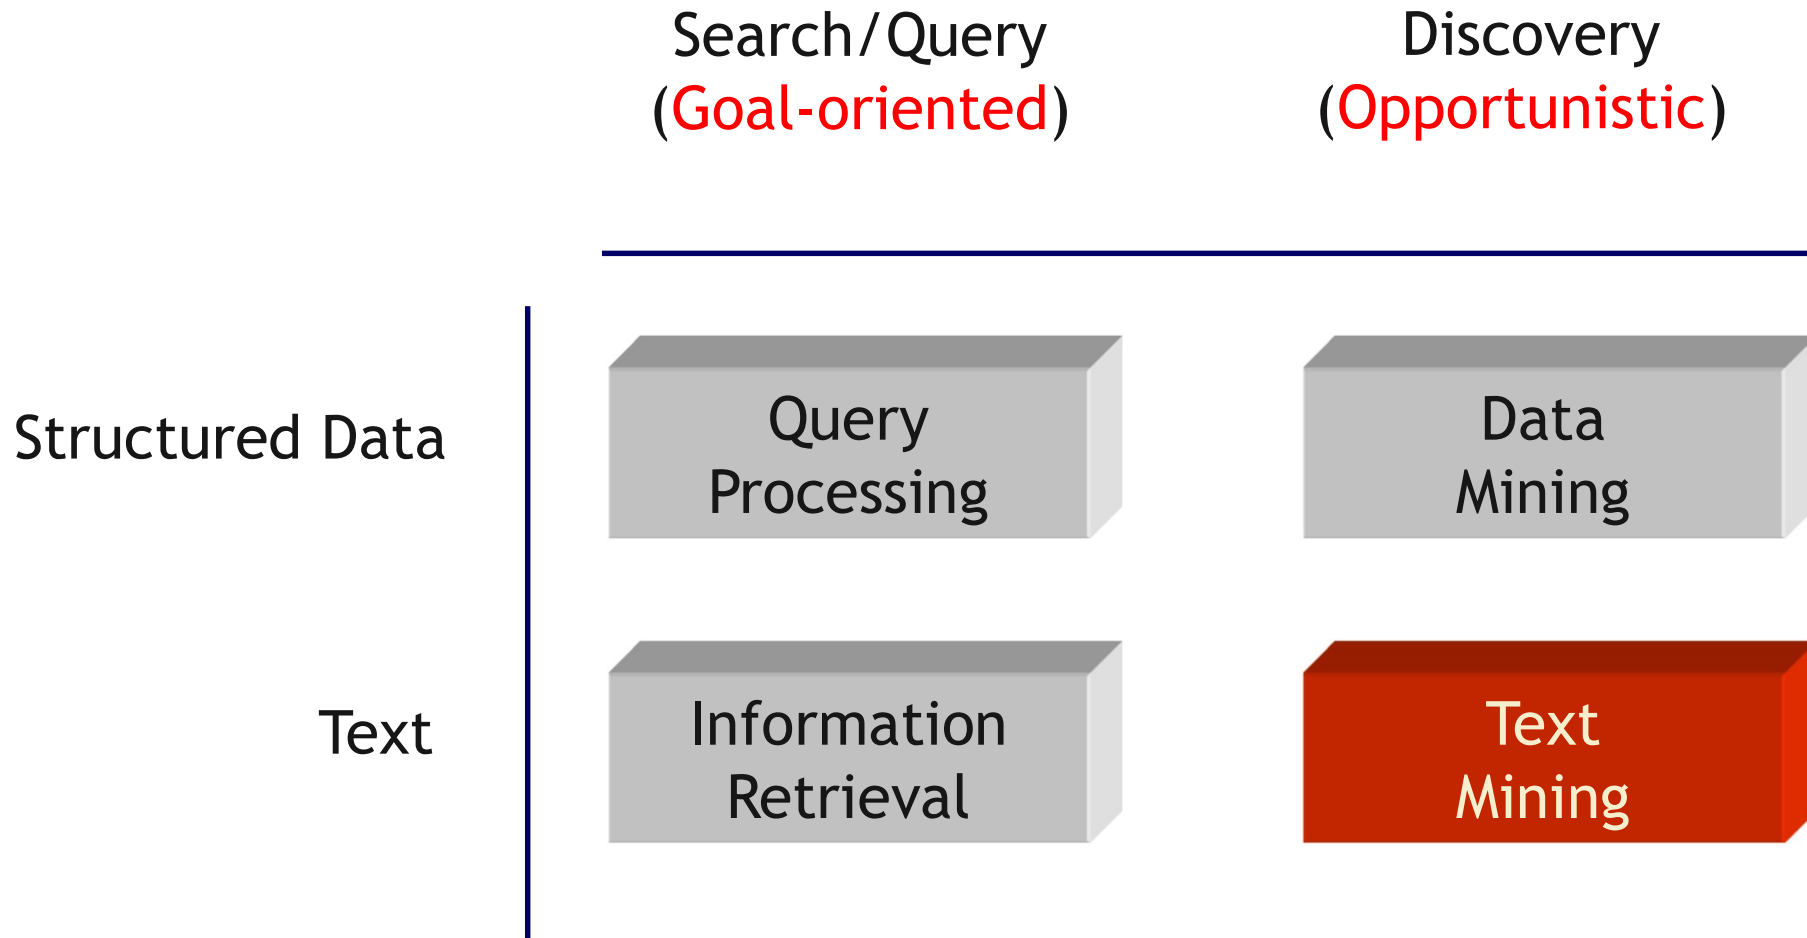 Search/Query
(Goal-oriented)
Discovery
(Opportunistic)
Structured Data
Query
Processing
Data
Mining
Text
Information
Retrieval
Text
Mining